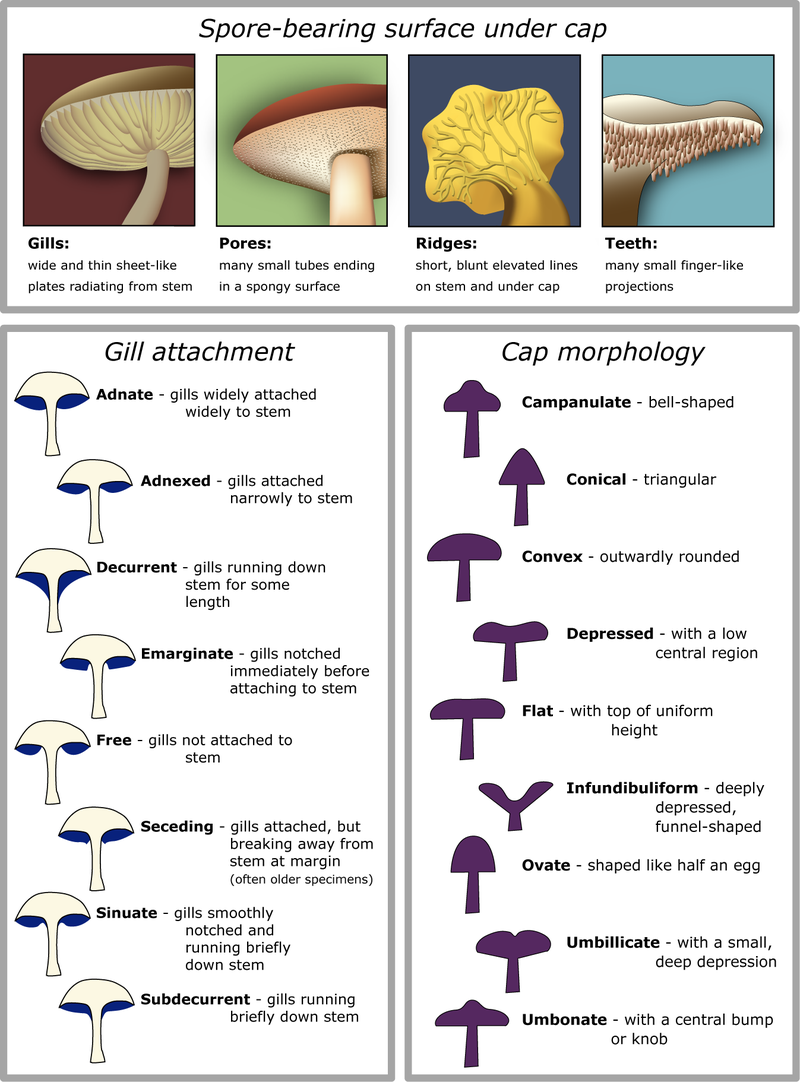 Spore-bearing surface under cap
Gills:
wide and thin sheet-like
plates radiating from stem
Pores:
many small tubes ending
in a spongy surface
Ridges:
short, blunt elevated lines
on stem and under cap
Teeth:
many small finger-like
projections
Gill attachment
Adnate - gills widely attached
widely to stem
Adnexed - gills attached
narrowly to stem
Decurrent - gills running down
stem for some
length
Emarginate - gills notched
immediately before
attaching to stem
Free - gills not attached to
stem
Seceding - gills attached, but
breaking away from
stem at margin
(often older specimens)
Sinuate - gills smoothly
notched and
running briefly
down stem
Subdecurrent - gills running
briefly down stem
Cap morphology
Campanulate - bell-shaped
Conical - triangular
Convex - outwardly rounded
Depressed - with a low
central region
Flat - with top of uniform
height
Infundibuliform - deeply
depressed,
funnel-shaped
Ovate - shaped like half an egg
Umbillicate - with a small,
deep depression
Umbonate - with a central bump
or knob